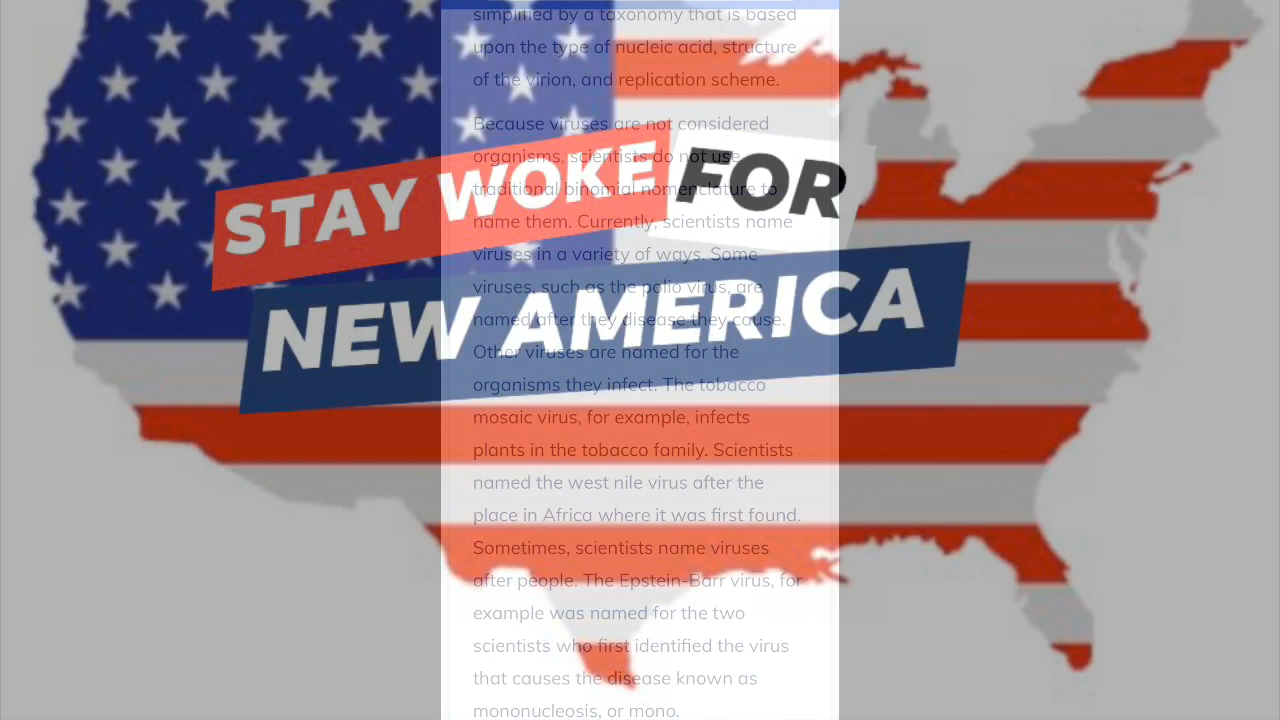 simplified by a taxonomy that is based
upon the type of nucleic acid, structure
of the virion, and replication scheme.
Because viruses are not considered
organisms, scientists do not use
traditional binomial nomenclature to
name them. Currently, scientists name
viruses in a variety of ways. Some
viruses, such as the polio virus, are
named after they disease they cause.
Other viruses are named for the
organisms they infect. The tobacco
mosaic virus, for example, infects
plants in the tobacco family. Scientists
named the west nile virus after the
place in Africa where it was first found.
Sometimes, scientists name viruses
after people. The Epstein-Barr virus, for
example was named for the two
scientists who first identified the virus
that causes the disease known as
mononucleosis, or mono.
STAY WOKE FOR
NEW AMERICA